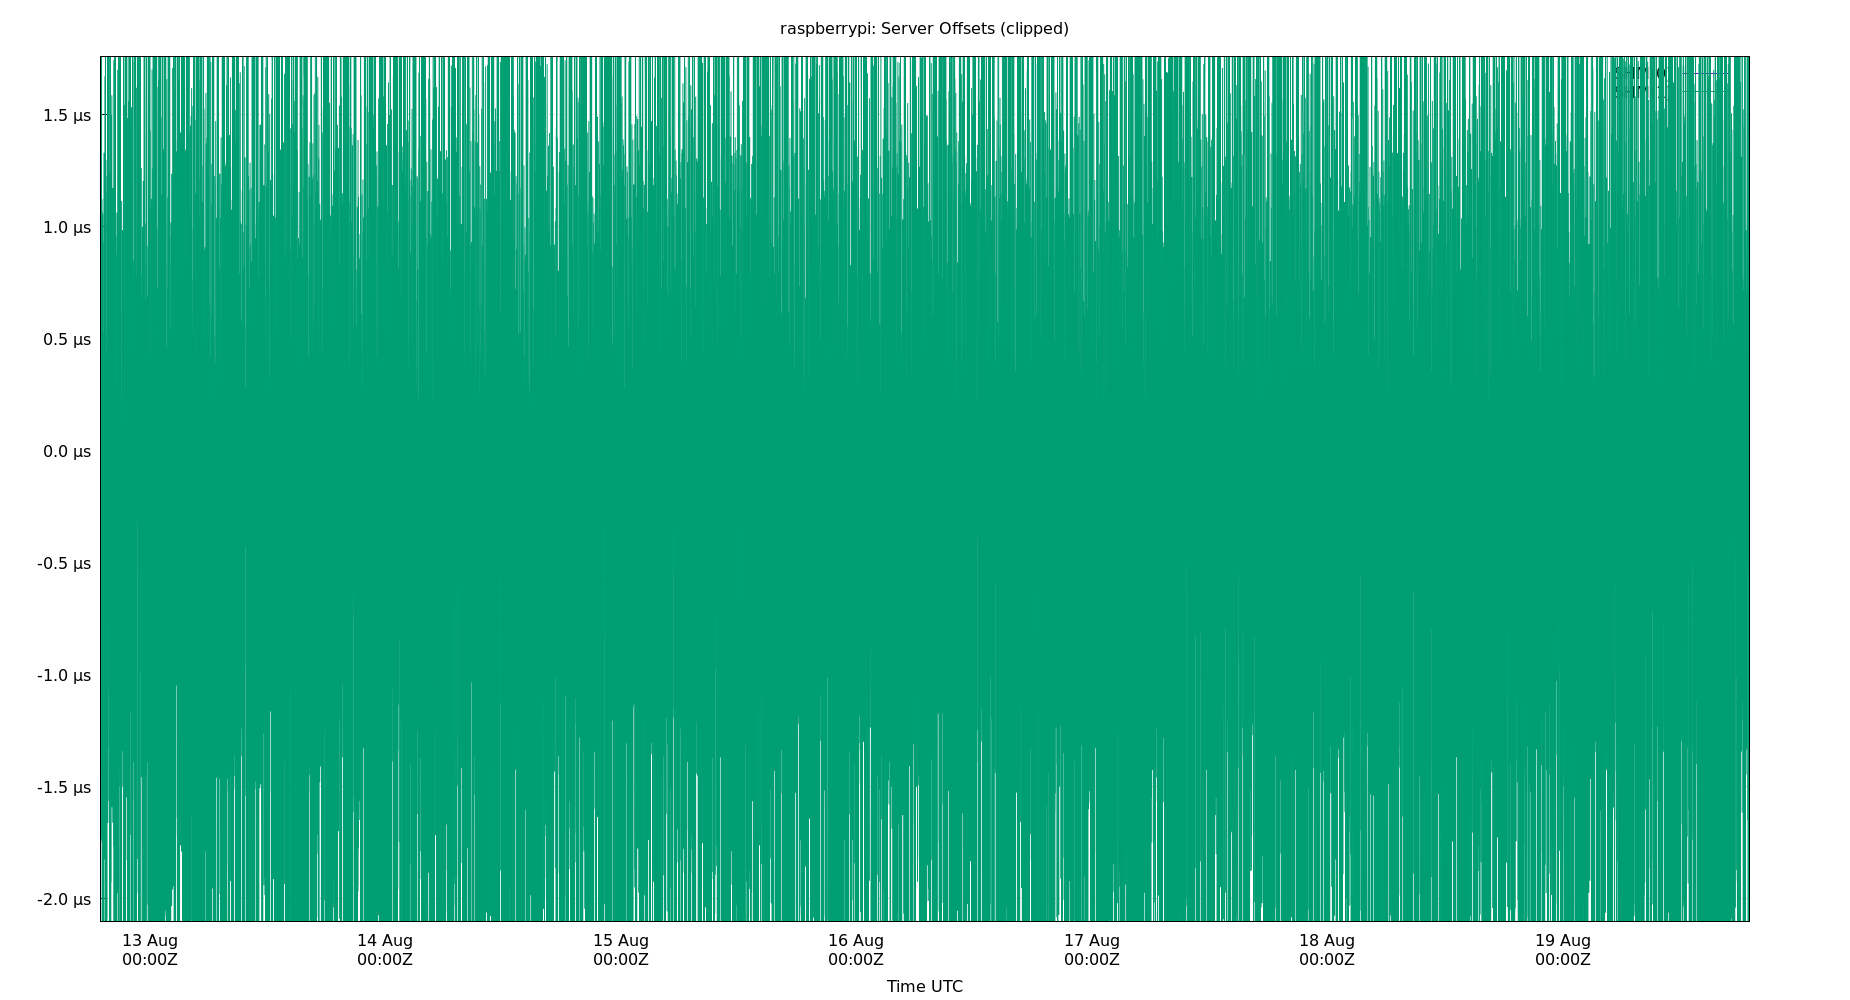 raspberrypi: Server Offsets (clipped)
1.5 µs
1.0 µs
0.5 µs
0.0 µs
-0.5 µs
-1.0 µs
-1.5 µs
-2.0 µs
13 Aug 14 Aug 15 Aug 16 Aug 17 Aug 18 Aug 19 Aug
00:00Z 00:00Z 00:00Z 00:00Z 00:00Z 00:00Z 00:00Z
Time UTC